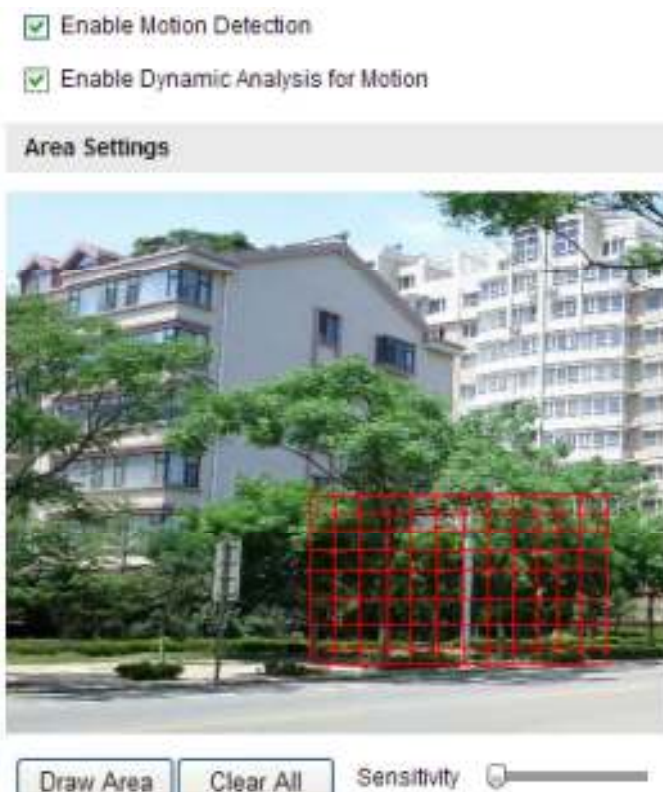 Enable Motion Detection
Enable Dynamic Analysis for Motion
Area Settings
Draw Area
Clear All
Sensitivity